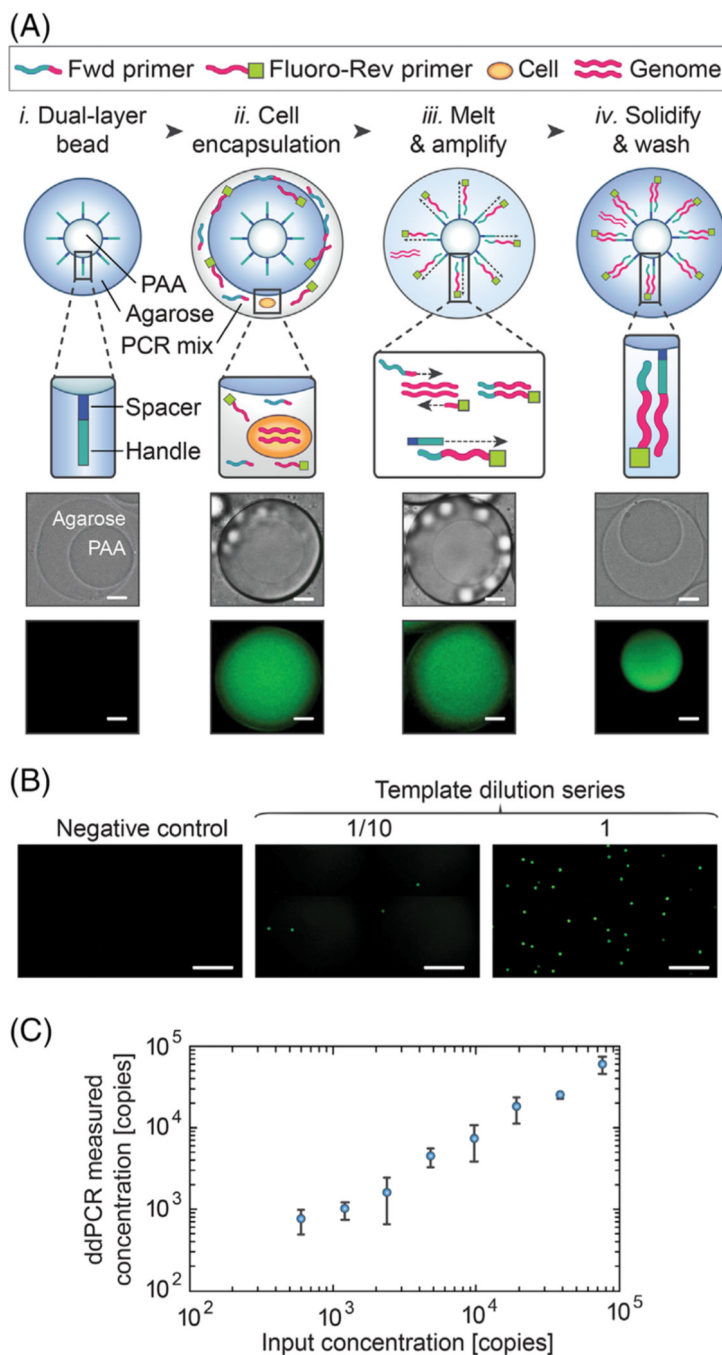 (A)
Fwd primer Fluoro-Rev primer Cell Genome
i. Dual-layer bead
ii. Cell encapsulation
iii. Melt & amplify
iv. Solidify & wash
PAA
Agarose
PCR mix
Spacer
Handle
Agarose
PAA
(B)
Template dilution series
Negative control 1/10 1
(C)
ddPCR measured
concentration [copies]
10^5
10^4
10^3
10^2
10^2 10^3 10^4 10^5
Input concentration [copies]